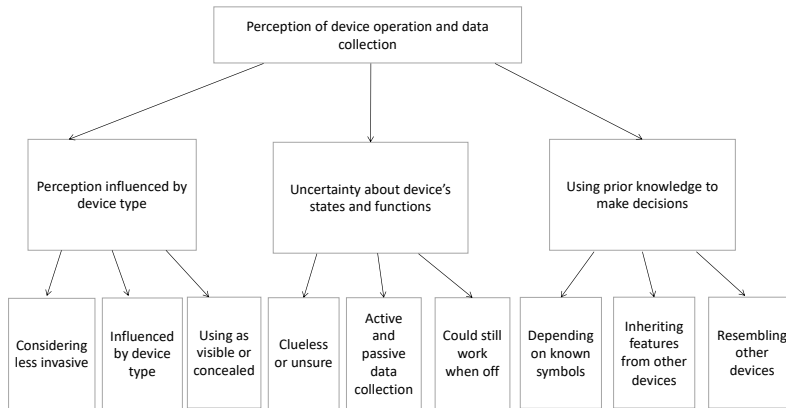 Perception of device operation and data
collection
Perception influenced by
device type
Uncertainty about device's
states and functions
Using prior knowledge to
make decisions
Considering
less invasive
Influenced
by device
type
Using as
visible or
concealed
Clueless
or unsure
Active
and
passive
data
collection
Could still
work
when off
Depending
on known
symbols
Inheriting
features
from other
devices
Resembling
other
devices